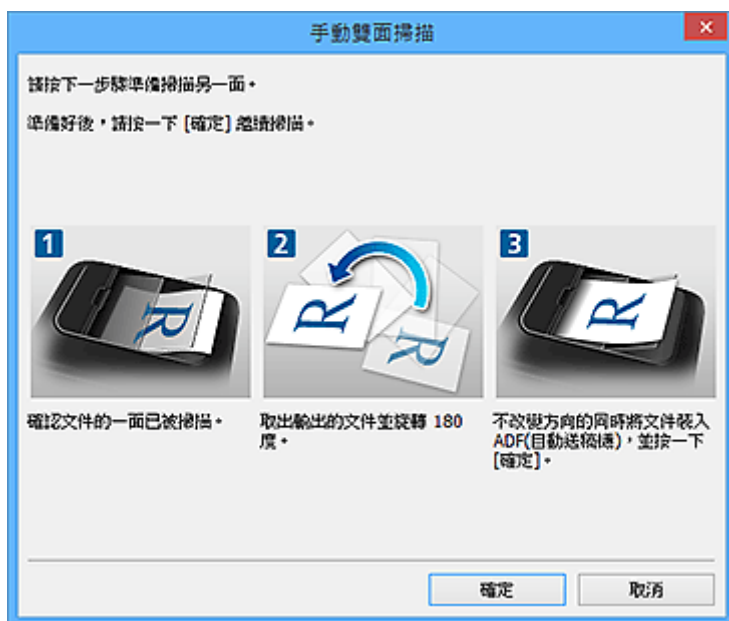 手動雙面掃描
請按下一步驟準備掃描另一面。
準備好後，請按一下 [確定] 繼續掃描。
1
2
3
R
R
R
R
確認文件的一面已被掃描。
取出輸出的文件並旋轉 180
度。
不改變方向的同時將文件裝入
ADF(自動送稿機)，並按一下
[確定]。
確定
取消